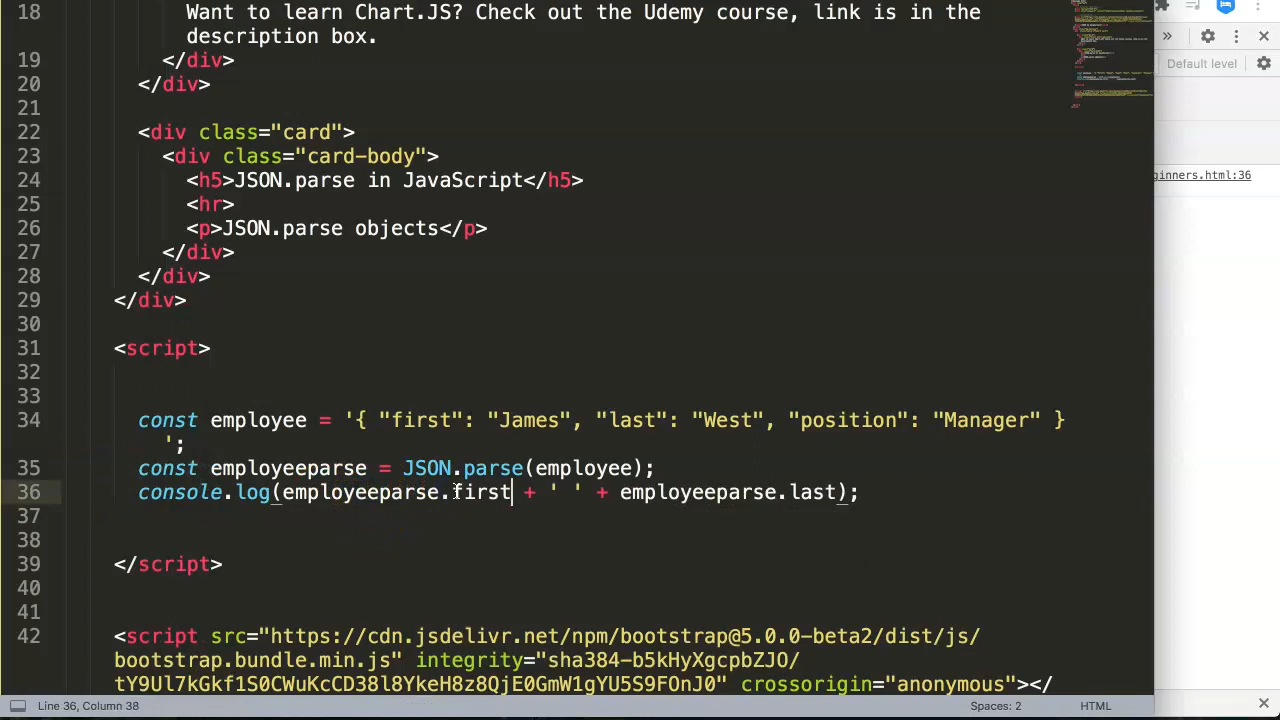 18 Want to learn Chart.JS? Check out the Udemy course, link is in the
description box.
19 </div>
20 </div>
21
22 <div class="card">
23 <div class="card-body">
24 <h5>JSON.parse in JavaScript</h5>
25 <hr>
26 <p>JSON.parse objects</p>
27 </div>
28 </div>
29 </div>
30
31 <script>
32
33
34 const employee = '{ "first": "James", "last": "West", "position": "Manager" }
';
35 const employeeparse = JSON.parse(employee);
36 console.log(employeeparse.first + ' ' + employeeparse.last);
37
38
39 </script>
40
41
42 <script src="https://cdn.jsdelivr.net/npm/bootstrap@5.0.0-beta2/dist/js/
bootstrap.bundle.min.js" integrity="sha384-b5kHyXgcpbZJO/
tY9Ul7kGkf1S0CWuKcCD38l8YkeH8z8QjE0GmW1gYU5S9FOnJ0" crossorigin="anonymous"></
Line 36, Column 38
Spaces: 2
HTML
»
Default level
ginners.html:36